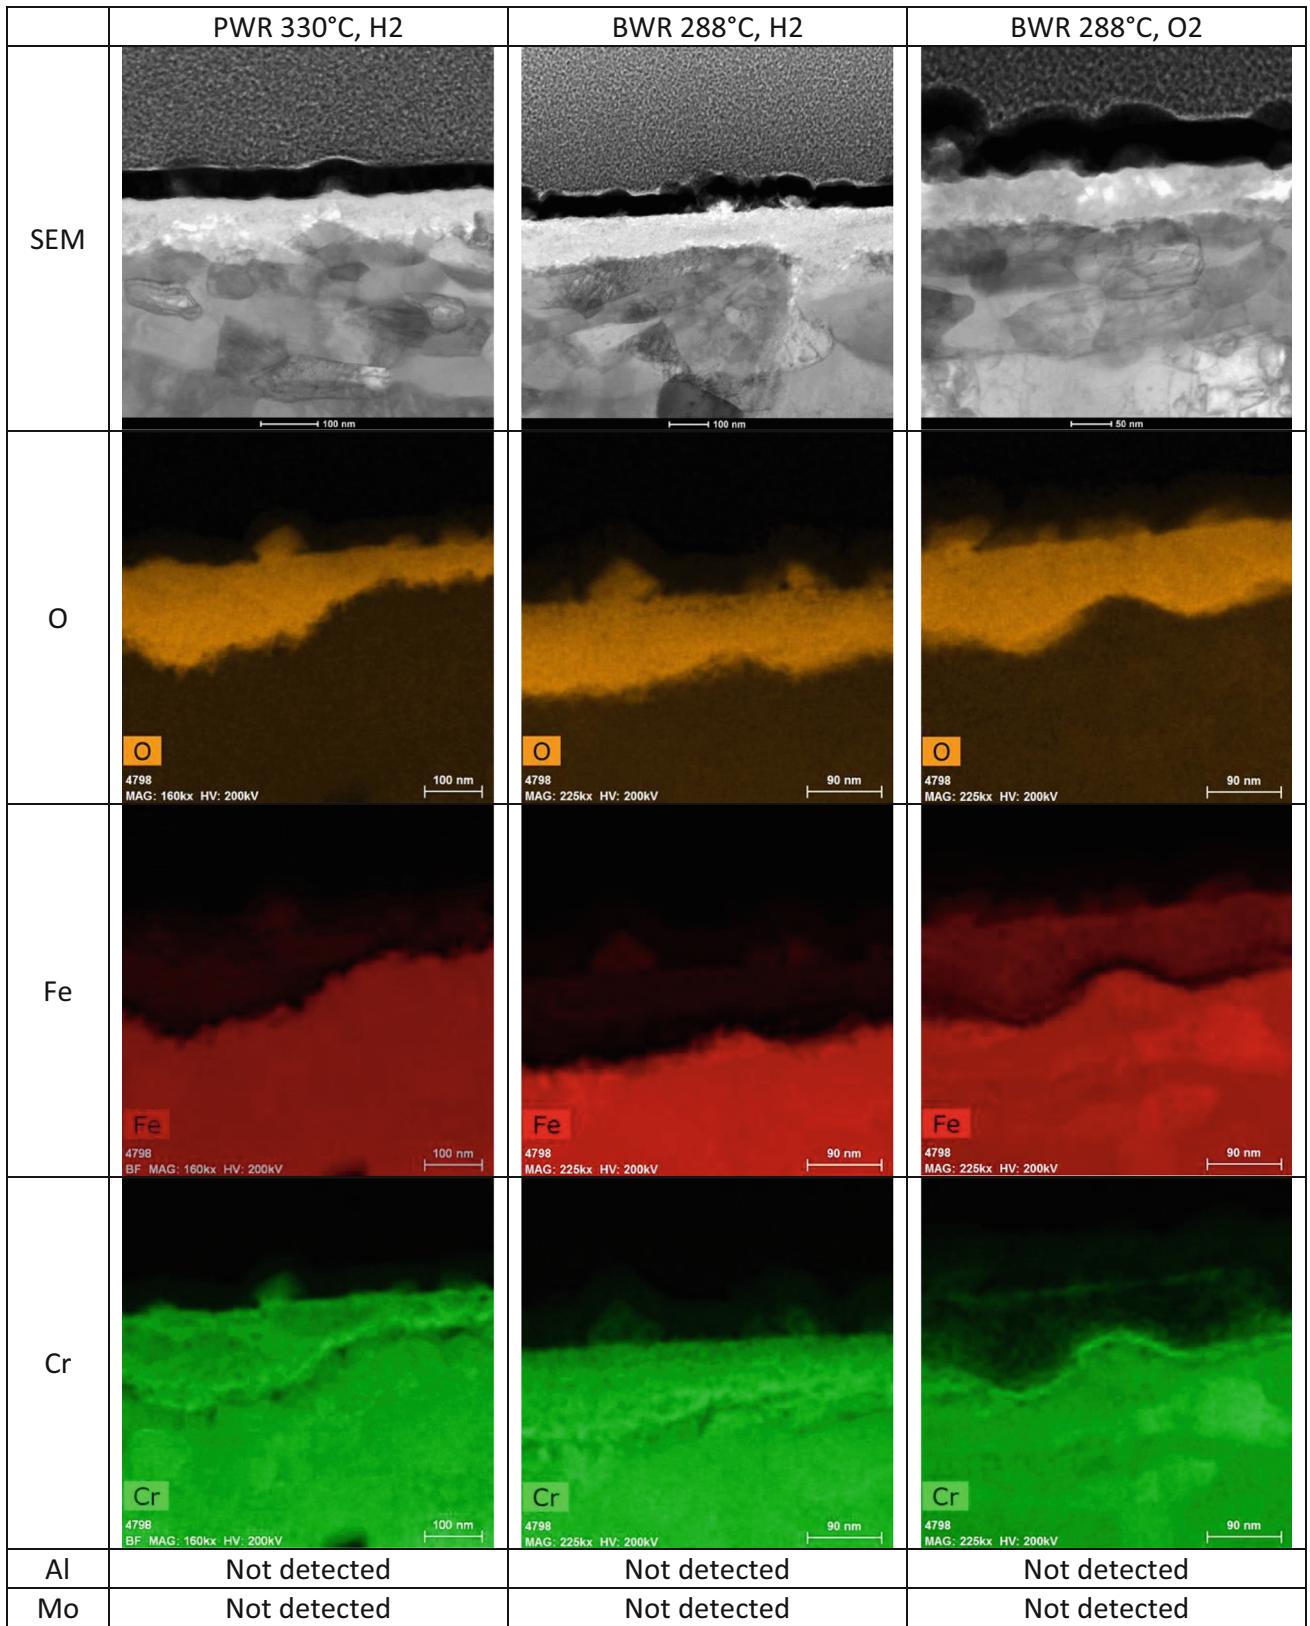 PWR 330°C, H2
BWR 288°C, H2
BWR 288°C, O2
SEM
100 nm
100 nm
50 nm
O
O
4798
MAG: 160kx HV: 200kV
100 nm
O
4798
MAG: 225kx HV: 200kV
90 nm
O
4798
MAG: 225kx HV: 200kV
90 nm
Fe
Fe
4798
BF MAG: 160kx HV: 200kV
100 nm
Fe
4798
MAG: 225kx HV: 200kV
90 nm
Fe
4798
MAG: 225kx HV: 200kV
90 nm
Cr
Cr
4798
BF MAG: 160kx HV: 200kV
100 nm
Cr
4798
MAG: 225kx HV: 200kV
90 nm
Cr
4798
MAG: 225kx HV: 200kV
90 nm
Al
Not detected
Not detected
Not detected
Mo
Not detected
Not detected
Not detected